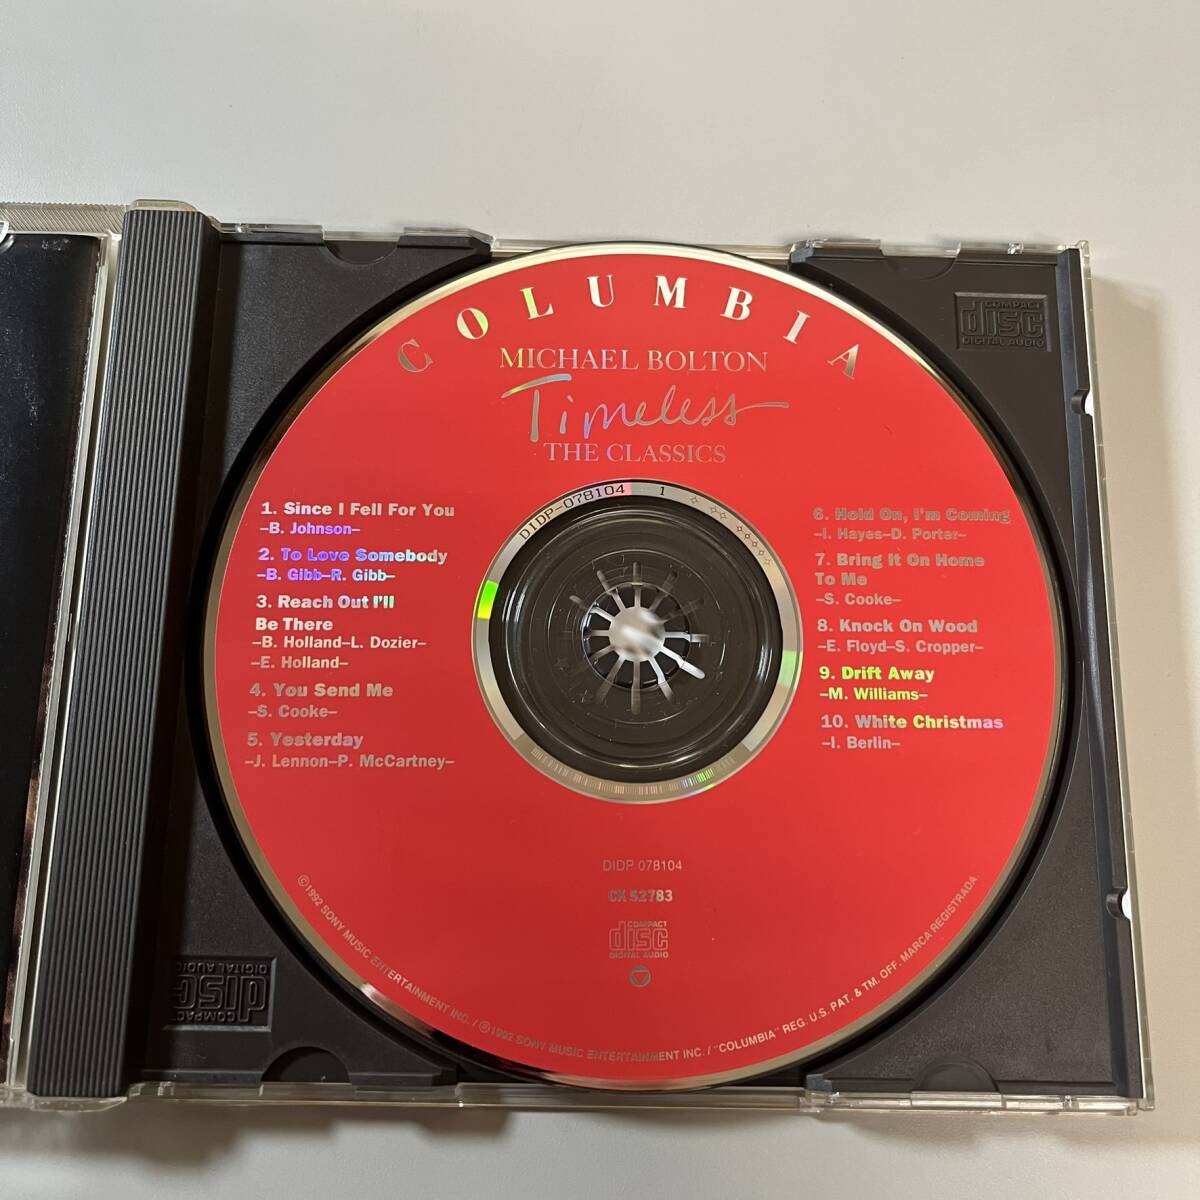 COLUMBIA
MICHAEL BOLTON
Timeless
THE CLASSICS
1. Since I Fell For You
–B. Johnson–
2. To Love Somebody
–B. Gibb–R. Gibb–
3. Reach Out I'll
Be There
–B. Holland–L. Dozier–
–E. Holland–
4. You Send Me
–S. Cooke–
5. Yesterday
–J. Lennon–P. McCartney–
6. Hold On, I'm Coming
–I. Hayes–D. Porter–
7. Bring It On Home
To Me
–S. Cooke–
8. Knock On Wood
–E. Floyd–S. Cropper–
9. Drift Away
–M. Williams–
10. White Christmas
–I. Berlin–
DIDP-078104 1
DIDP 078104
CK 52783
COMPACT
disc
DIGITAL AUDIO
©1992 SONY MUSIC ENTERTAINMENT INC. / ℗1992 SONY MUSIC ENTERTAINMENT INC. / "COLUMBIA" REG. U.S. PAT. & TM. OFF. MARCA REGISTRADA.
COMPACT
disc
DIGITAL AUDIO
COMPACT
disc
DIGITAL AUDIO